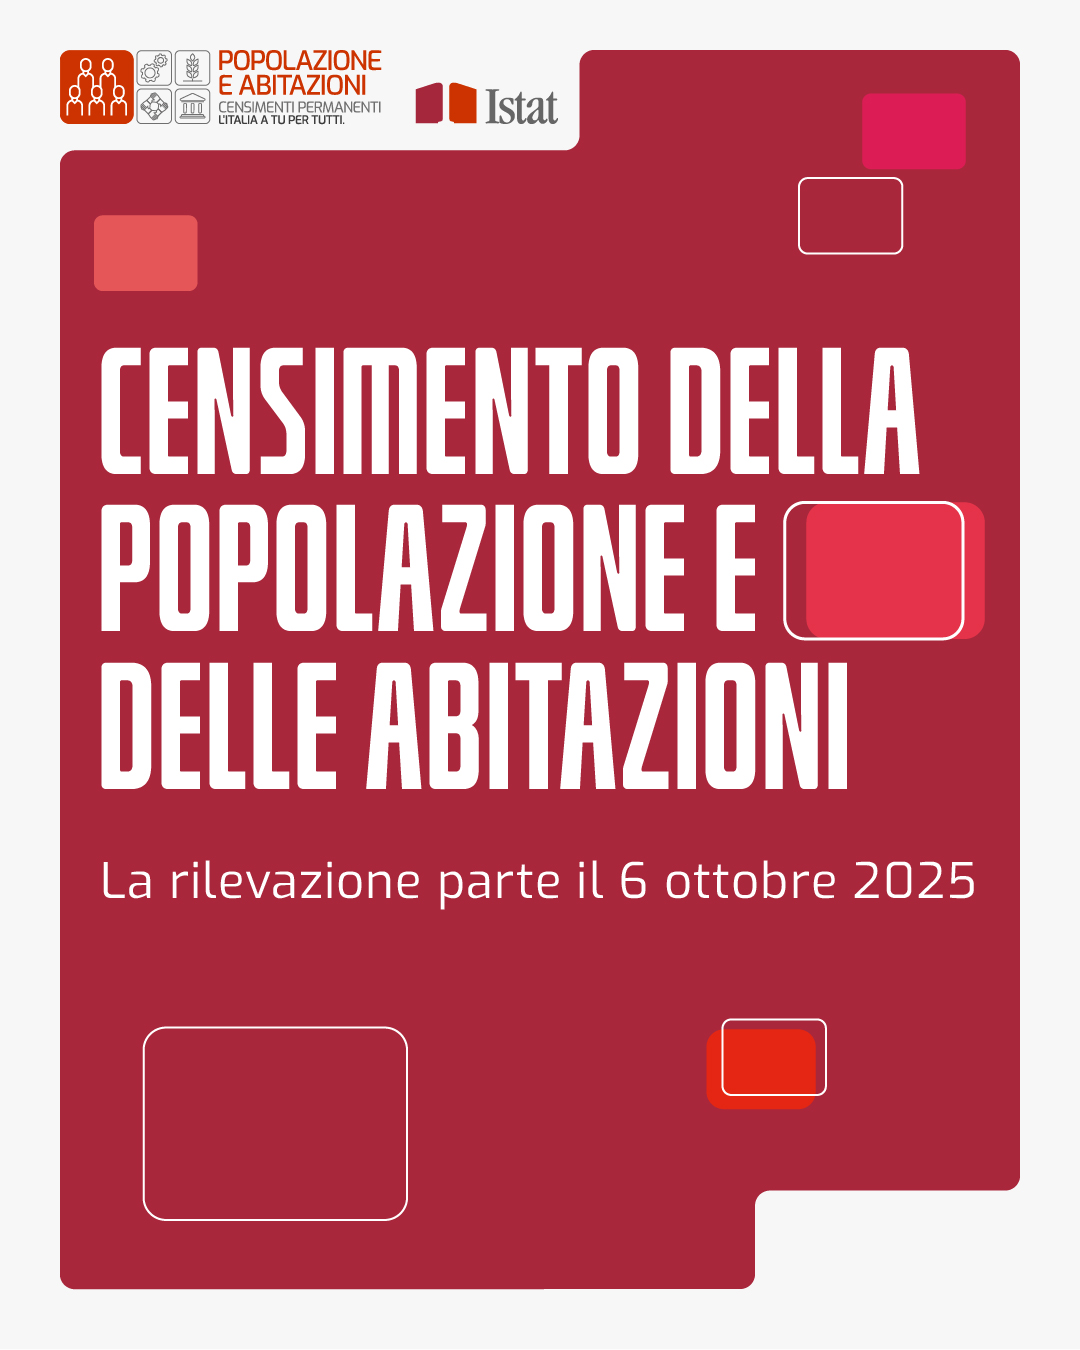 POPOLAZIONE
E ABITAZIONI
CENSIMENTI PERMANENTI
L'ITALIA A TU PER TUTTI.
Istat
CENSIMENTO DELLA
POPOLAZIONE E
DELLE ABITAZIONI
La rilevazione parte il 6 ottobre 2025